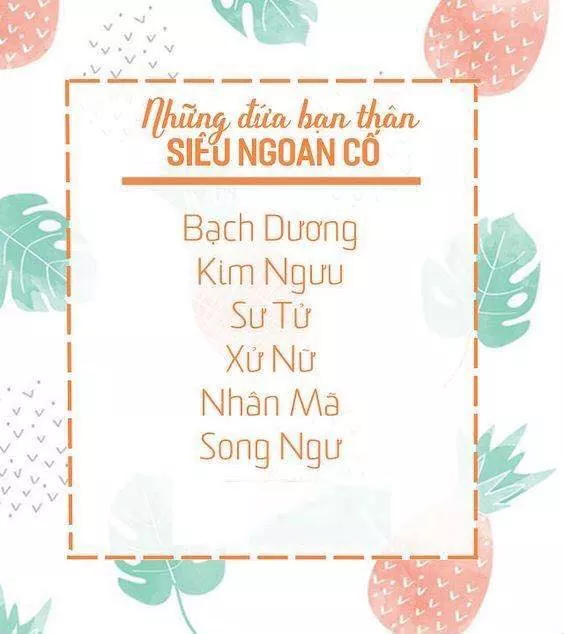 Những đứa bạn thân
SIÊU NGOAN CỐ
Bạch Dương
Kim Ngưu
Sư Tử
Xử Nữ
Nhân Mã
Song Ngư